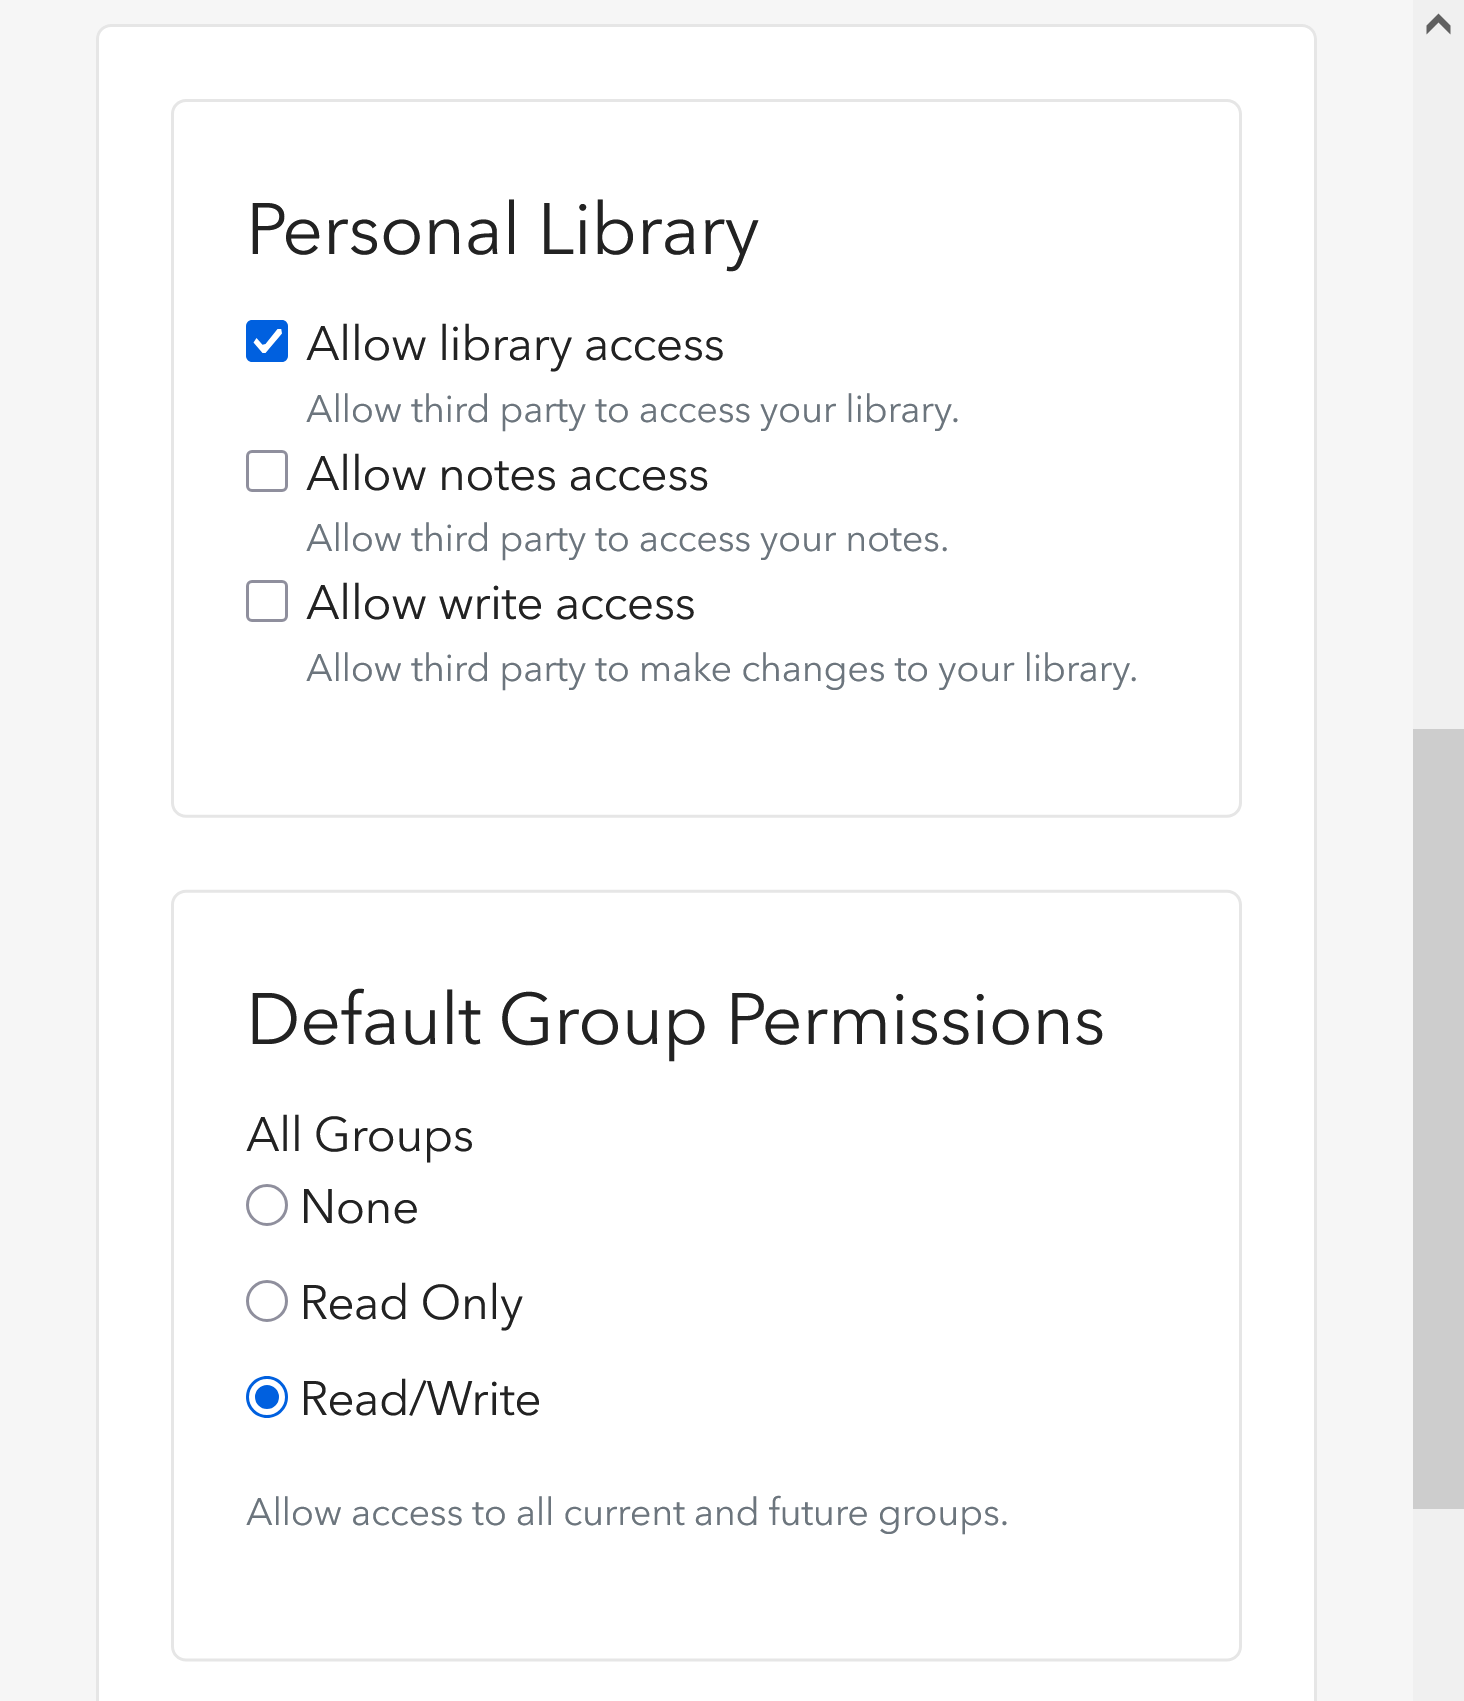 Personal Library
Allow library access
Allow third party to access your library.
Allow notes access
Allow third party to access your notes.
Allow write access
Allow third party to make changes to your library.
Default Group Permissions
All Groups
None
Read Only
Read/Write
Allow access to all current and future groups.